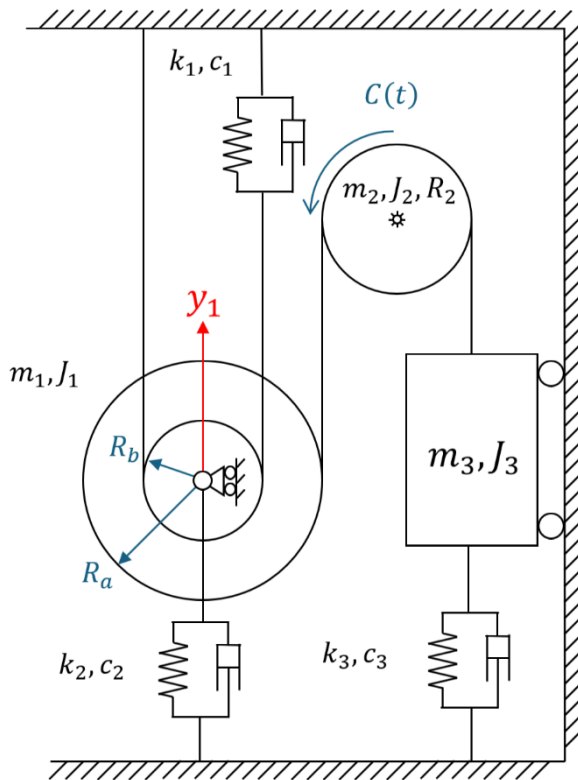 k₁, c₁
C(t)
m₂, J₂, R₂
y₁
m₁, J₁
R_b
m₃, J₃
R_a
k₂, c₂
k₃, c₃